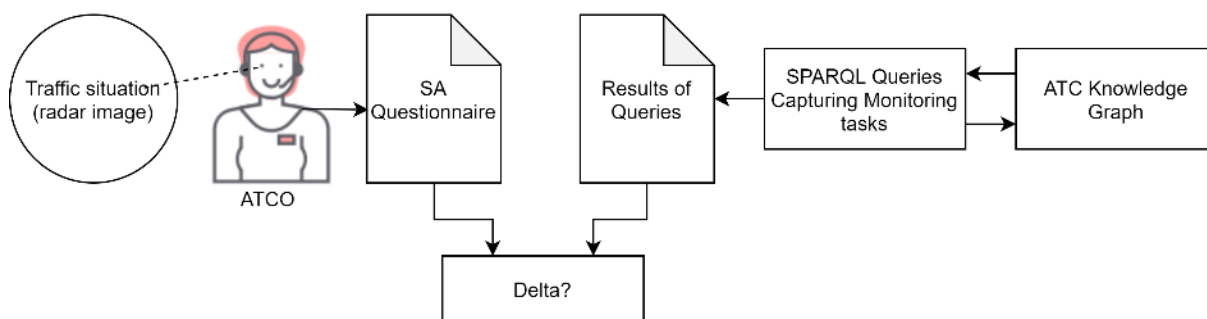 Traffic situation
(radar image)
ATCO
SA
Questionnaire
Results of
Queries
SPARQL Queries
Capturing Monitoring
tasks
ATC Knowledge
Graph
Delta?